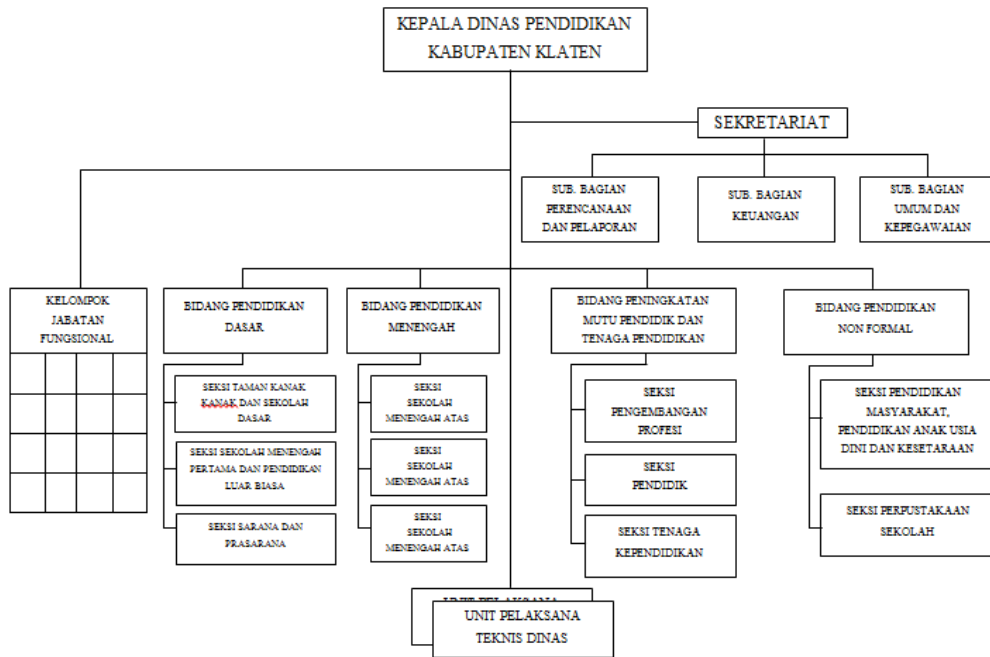 KEPALA DINAS PENDIDIKAN
KABUPATEN KLATEN
SEKRETARIAT
SUB. BAGIAN
PERENCANAAN
DAN PELAPORAN
SUB. BAGIAN
KEUANGAN
SUB. BAGIAN
UMUM DAN
KEPEGAWAIAN
KELOMPOK
JABATAN
FUNGSIONAL
BIDANG PENDIDIKAN
DASAR
SEKSI TAMAN KANAK
KANAK DAN SEKOLAH
DASAR
SEKSI SEKOLAH MENENGAH
PERTAMA DAN PENDIDIKAN
LUAR BIASA
SEKSI SARANA DAN
PRASARANA
BIDANG PENDIDIKAN
MENENGAH
SEKSI
SEKOLAH
MENENGAH ATAS
SEKSI
SEKOLAH
MENENGAH ATAS
SEKSI
SEKOLAH
MENENGAH ATAS
BIDANG PENINGKATAN
MUTU PENDIDIK DAN
TENAGA PENDIDIKAN
SEKSI
PENGEMBANGAN
PROFESI
SEKSI
PENDIDIK
SEKSI TENAGA
KEPENDIDIKAN
BIDANG PENDIDIKAN
NON FORMAL
SEKSI PENDIDIKAN
MASYARAKAT,
PENDIDIKAN ANAK USIA
DINI DAN KESETARAAN
SEKSI PERPUSTAKAAN
SEKOLAH
UNIT PELAKSANA
UNIT PELAKSANA
TEKNIS DINAS